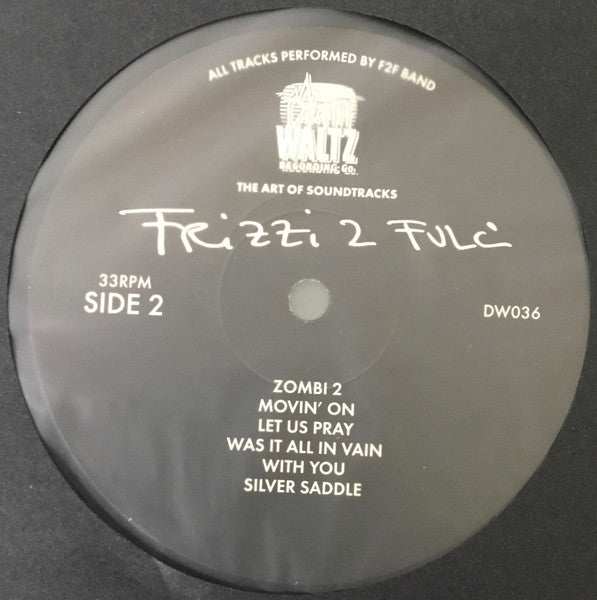 ALL TRACKS PERFORMED BY F2F BAND
Death
WALTZ
RECORDING Co.
THE ART OF SOUNDTRACKS
FRizzi 2 FULCi
33RPM
SIDE 2
DW036
ZOMBI 2
MOVIN' ON
LET US PRAY
WAS IT ALL IN VAIN
WITH YOU
SILVER SADDLE